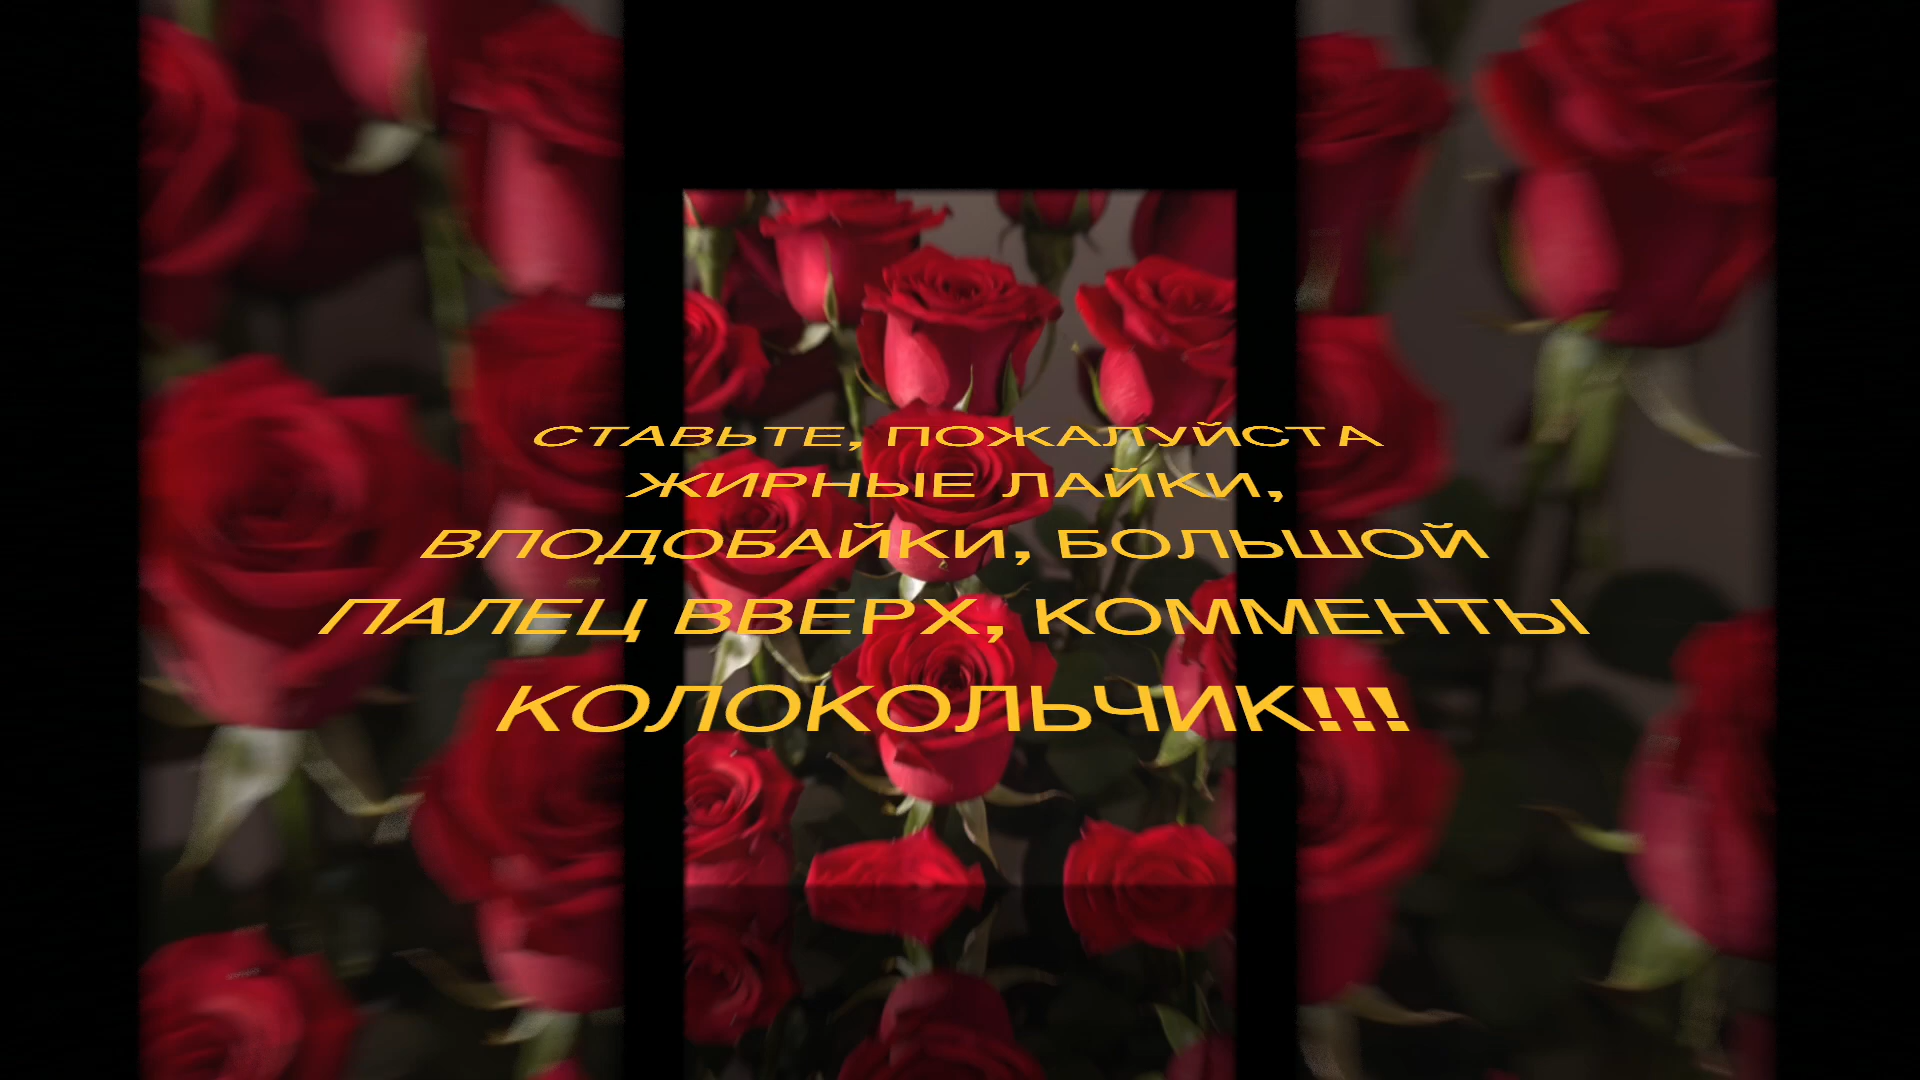 СТАВЬТЕ, ПОЖАЛУЙСТА
ЖИРНЫЕ ЛАЙКИ,
ВПОДОБАЙКИ, БОЛЬШОЙ
ПАЛЕЦ ВВЕРХ, КОММЕНТЫ
КОЛОКОЛЬЧИК!!!